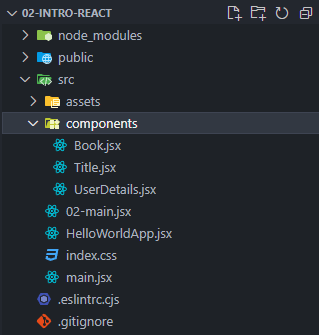 02-INTRO-REACT
node_modules
public
src
assets
components
Book.jsx
Title.jsx
UserDetails.jsx
02-main.jsx
HelloWorldApp.jsx
index.css
main.jsx
.eslintrc.cjs
.gitignore